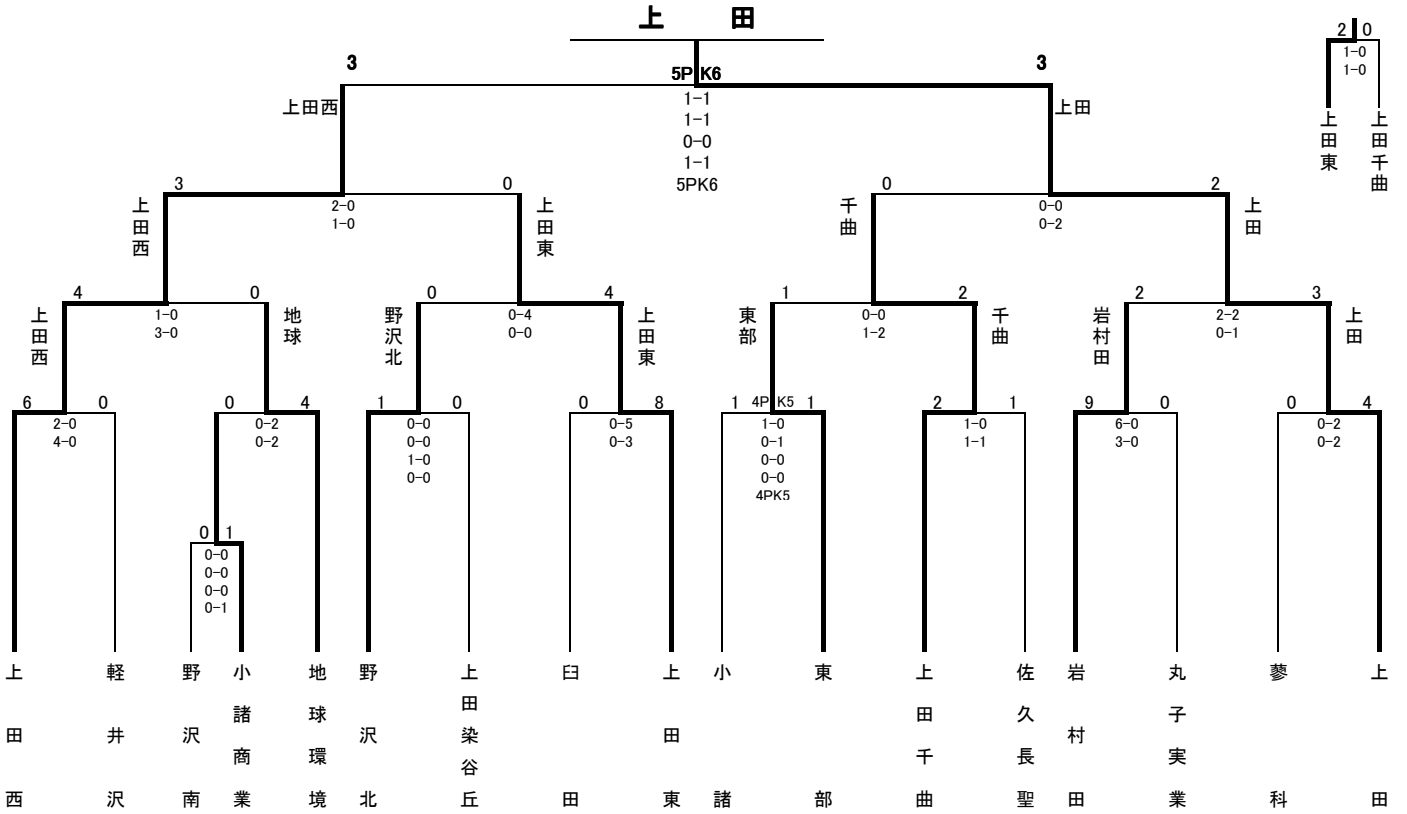 上 田
2 0
1-0
1-0
上田東
上田千曲
3 5PK6 3
上田西
上田
1-1
1-1
0-0
1-1
5PK6
3 0
2-0
1-0
上田西
上田東
0 2
0-0
0-2
千曲
上田
4 0
1-0
3-0
上田西
地球
0 4
0-4
0-0
野沢北
上田東
1 2
0-0
1-2
東部
千曲
2 3
2-2
0-1
岩村田
上田
6 0
2-0
4-0
0 4
0-2
0-2
1 0
0-0
0-0
1-0
0-0
0 8
0-5
0-3
1 4PK5 1
1-0
0-1
0-0
0-0
4PK5
2 1
1-0
1-1
9 0
6-0
3-0
0 4
0-2
0-2
0 1
0-0
0-0
0-0
0-1
上田西
軽井沢
野沢南
小諸商業
地球環境
野沢北
上田染谷丘
臼田
上田東
小諸
東部
上田千曲
佐久長聖
岩村田
丸子実業
蓼科
上田